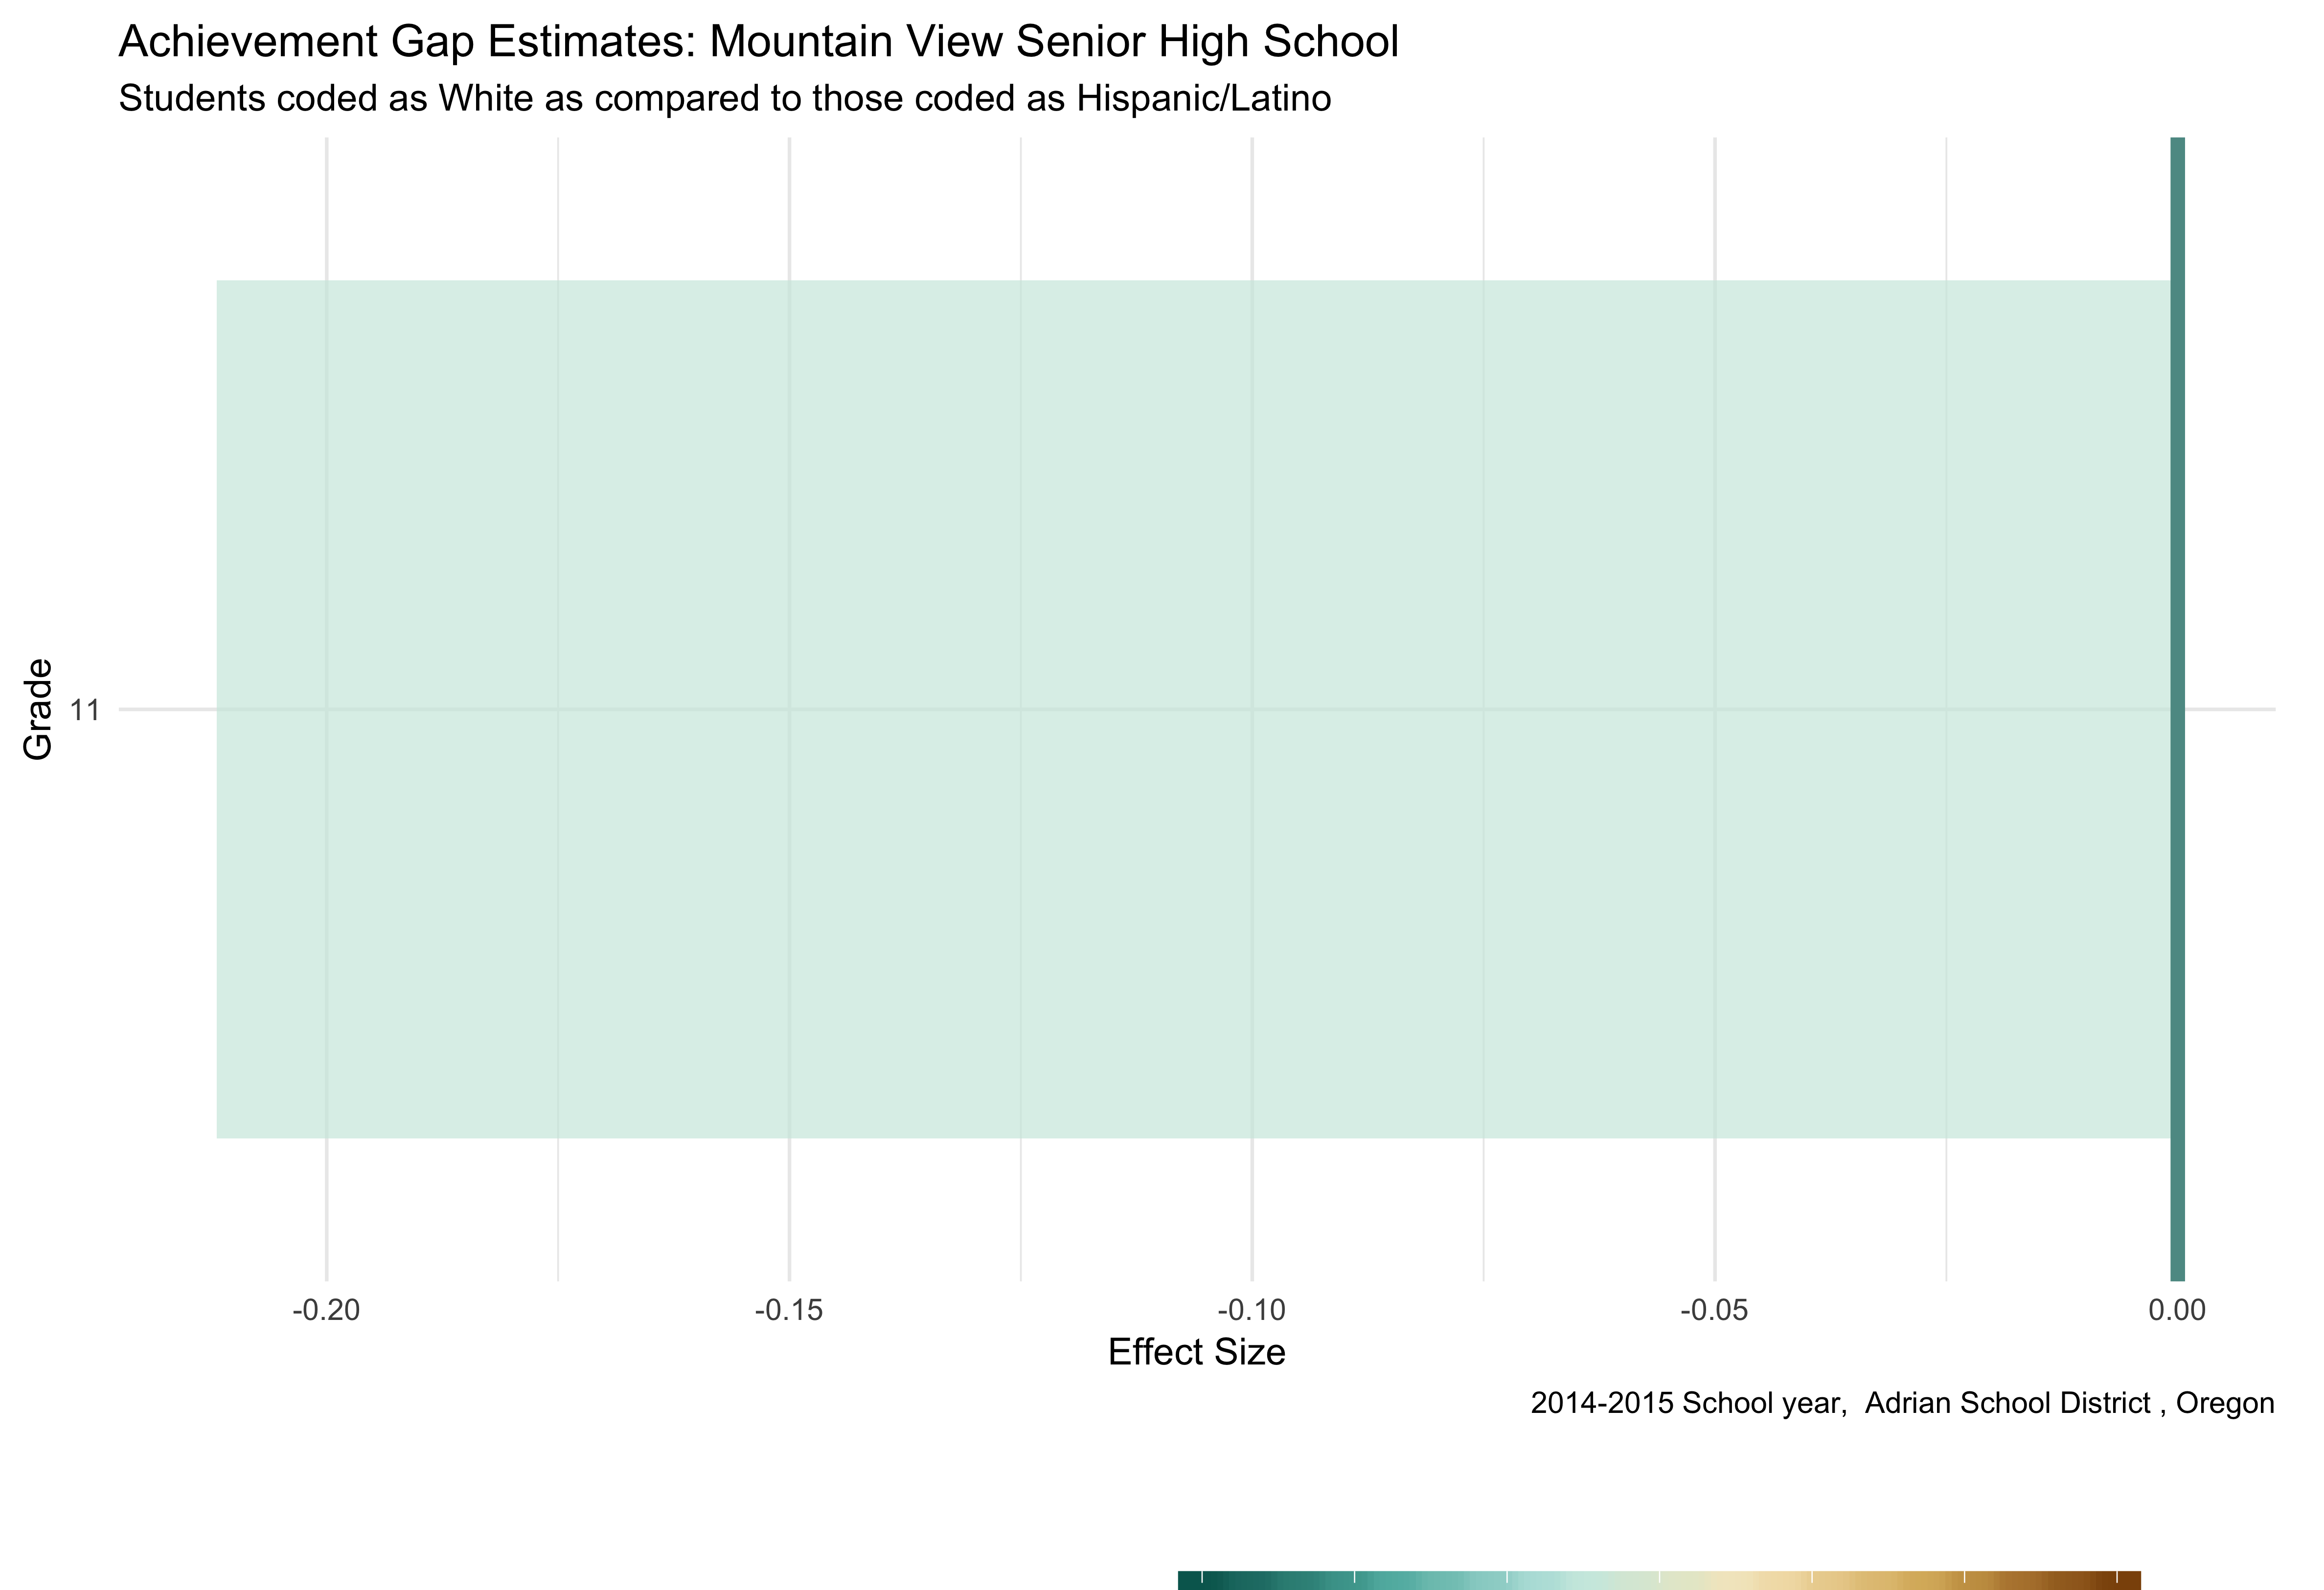 Achievement Gap Estimates: Mountain View Senior High School
Students coded as White as compared to those coded as Hispanic/Latino
Grade
11
-0.20
-0.15
-0.10
-0.05
0.00
Effect Size
2014-2015 School year,  Adrian School District , Oregon